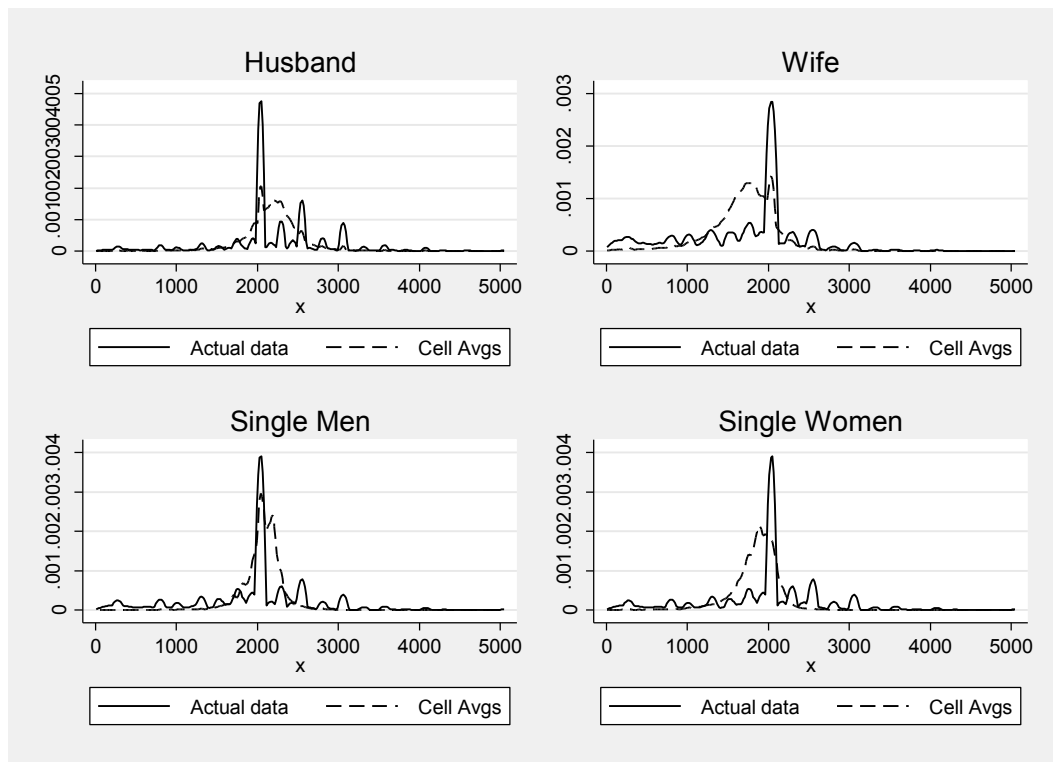 Husband
0 .001002003004005
0 1000 2000 3000 4000 5000
x
Actual data Cell Avgs
Wife
0 .001 .002 .003
0 1000 2000 3000 4000 5000
x
Actual data Cell Avgs
Single Men
0 .001.002.003.004
0 1000 2000 3000 4000 5000
x
Actual data Cell Avgs
Single Women
0 .001.002.003.004
0 1000 2000 3000 4000 5000
x
Actual data Cell Avgs